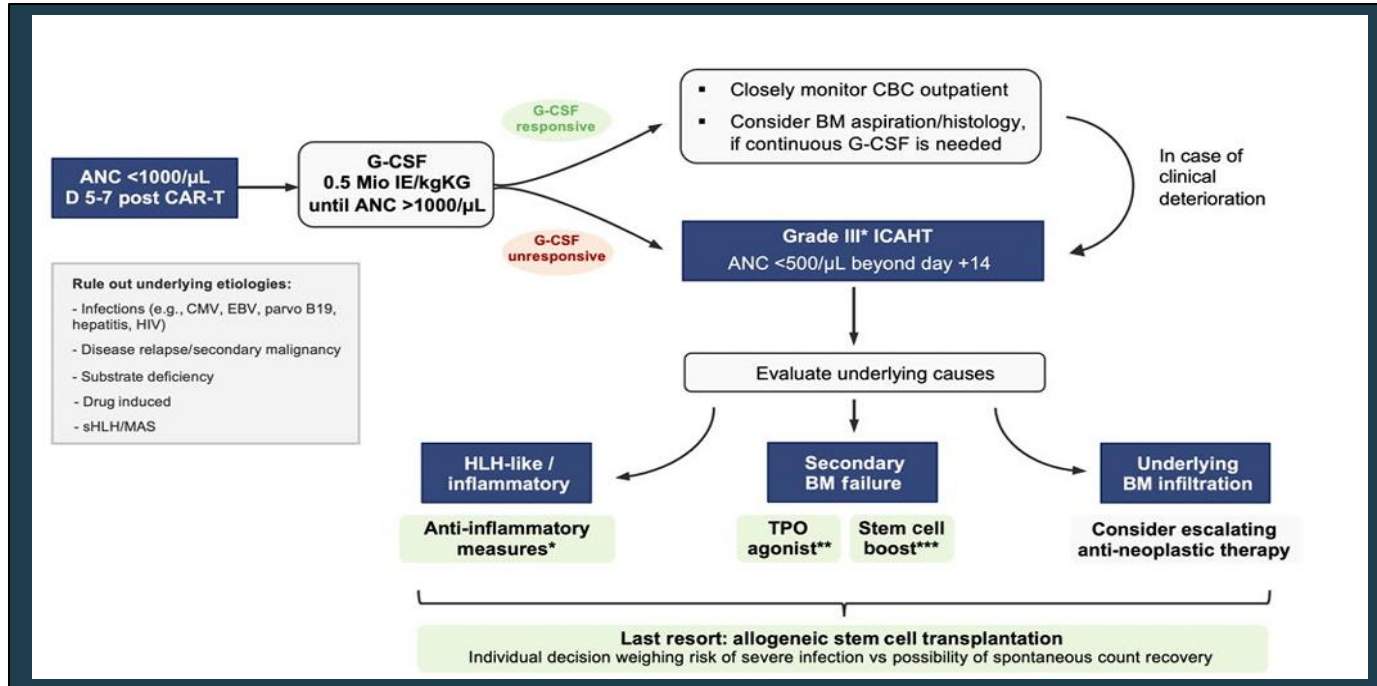 G-CSF
responsive
▪ Closely monitor CBC outpatient
▪ Consider BM aspiration/histology,
if continuous G-CSF is needed
In case of
clinical
deterioration
ANC <1000/µL
D 5-7 post CAR-T
G-CSF
0.5 Mio IE/kgKG
until ANC >1000/µL
G-CSF
unresponsive
Grade III* ICAHT
ANC <500/µL beyond day +14
Rule out underlying etiologies:
- Infections (e.g., CMV, EBV, parvo B19,
hepatitis, HIV)
- Disease relapse/secondary malignancy
- Substrate deficiency
- Drug induced
- sHLH/MAS
Evaluate underlying causes
HLH-like /
inflammatory
Anti-inflammatory
measures*
Secondary
BM failure
TPO
agonist**
Stem cell
boost***
Underlying
BM infiltration
Consider escalating
anti-neoplastic therapy
Last resort: allogeneic stem cell transplantation
Individual decision weighing risk of severe infection vs possibility of spontaneous count recovery